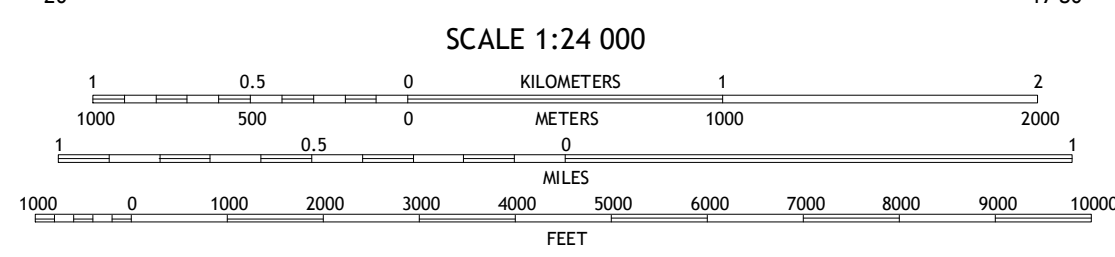 SCALE 1:24 000
1 0.5 0 KILOMETERS 1 2
1000 500 0 METERS 1000 2000
1 0.5 0 1
MILES
1000 0 1000 2000 3000 4000 5000 6000 7000 8000 9000 10000
FEET